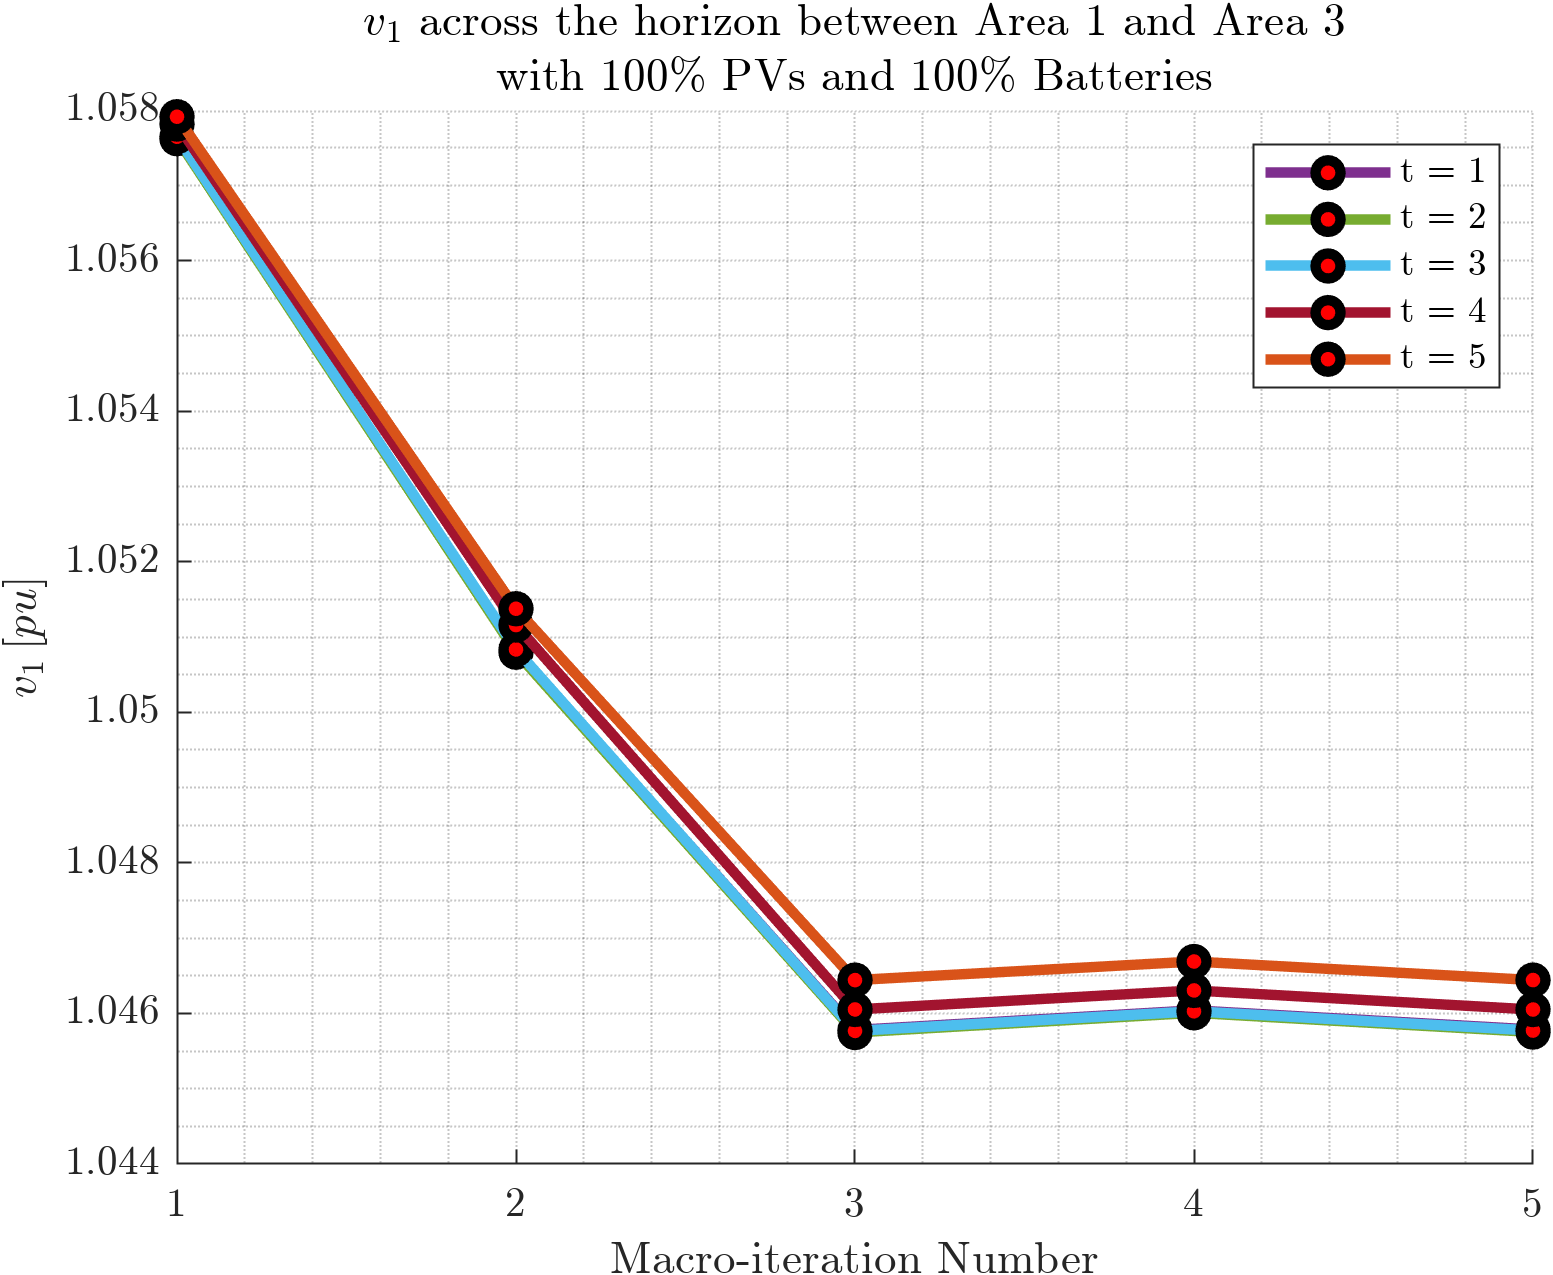 v₁ across the horizon between Area 1 and Area 3
with 100% PVs and 100% Batteries
1.058
1.056
1.054
1.052
1.05
1.048
1.046
1.044
v₁ [pu]
t = 1
t = 2
t = 3
t = 4
t = 5
1 2 3 4 5
Macro-iteration Number